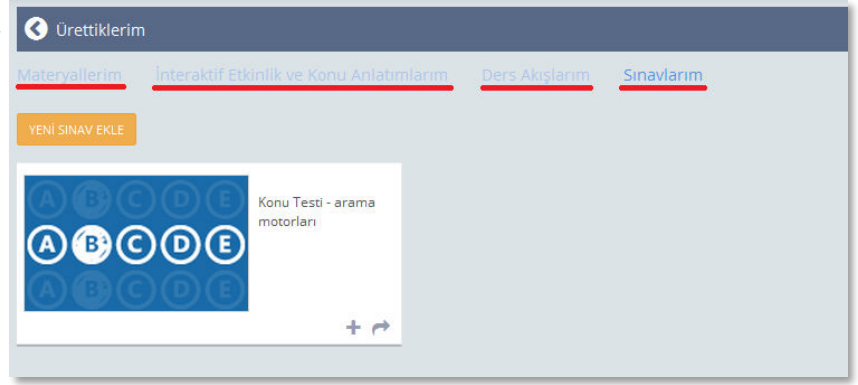 Ürettiklerim
Materyallerim İnteraktif Etkinlik ve Konu Anlatımlarım Ders Akışlarım Sınavlarım
YENİ SINAV EKLE
A B C D E
Konu Testi - arama
motorları
A B C D E
A B C D E